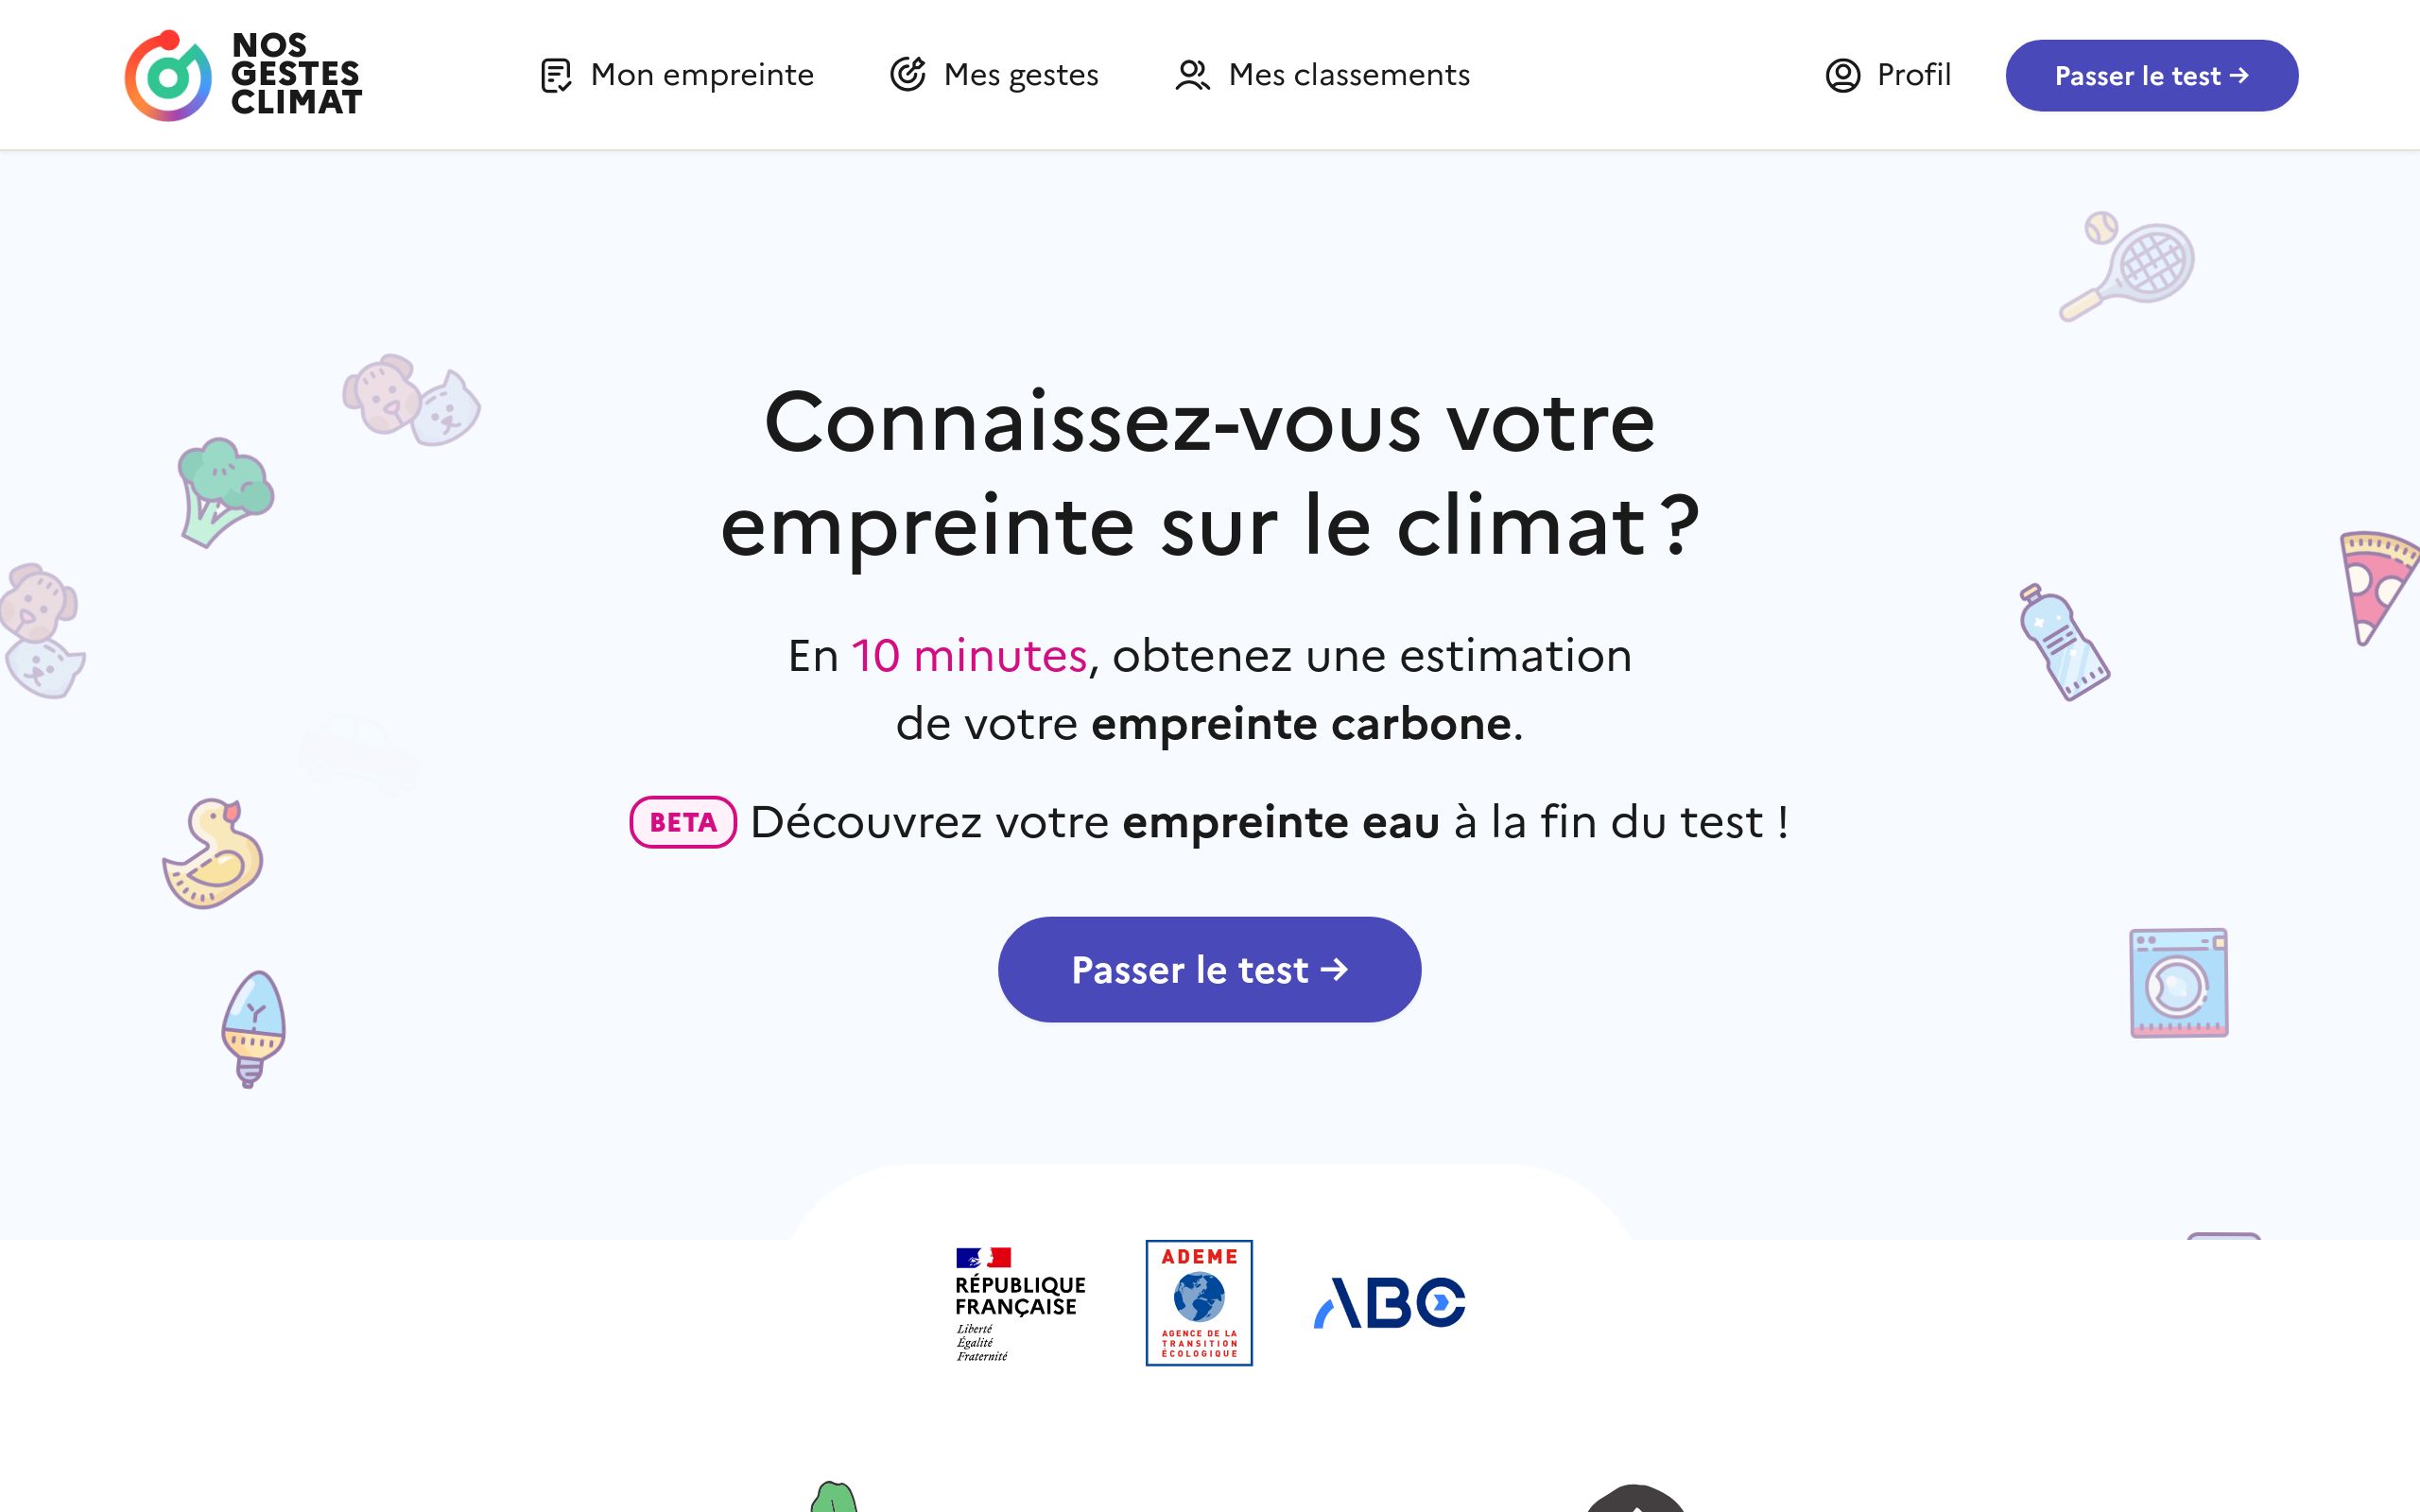 NOS
GESTES
CLIMAT
Mon empreinte
Mes gestes
Mes classements
Profil
Passer le test →
Connaissez-vous votre
empreinte sur le climat ?
En 10 minutes, obtenez une estimation
de votre empreinte carbone.
BETA Découvrez votre empreinte eau à la fin du test !
Passer le test →
RÉPUBLIQUE
FRANÇAISE
Liberté
Égalité
Fraternité
ADEME
AGENCE DE LA
TRANSITION
ÉCOLOGIQUE
ABC